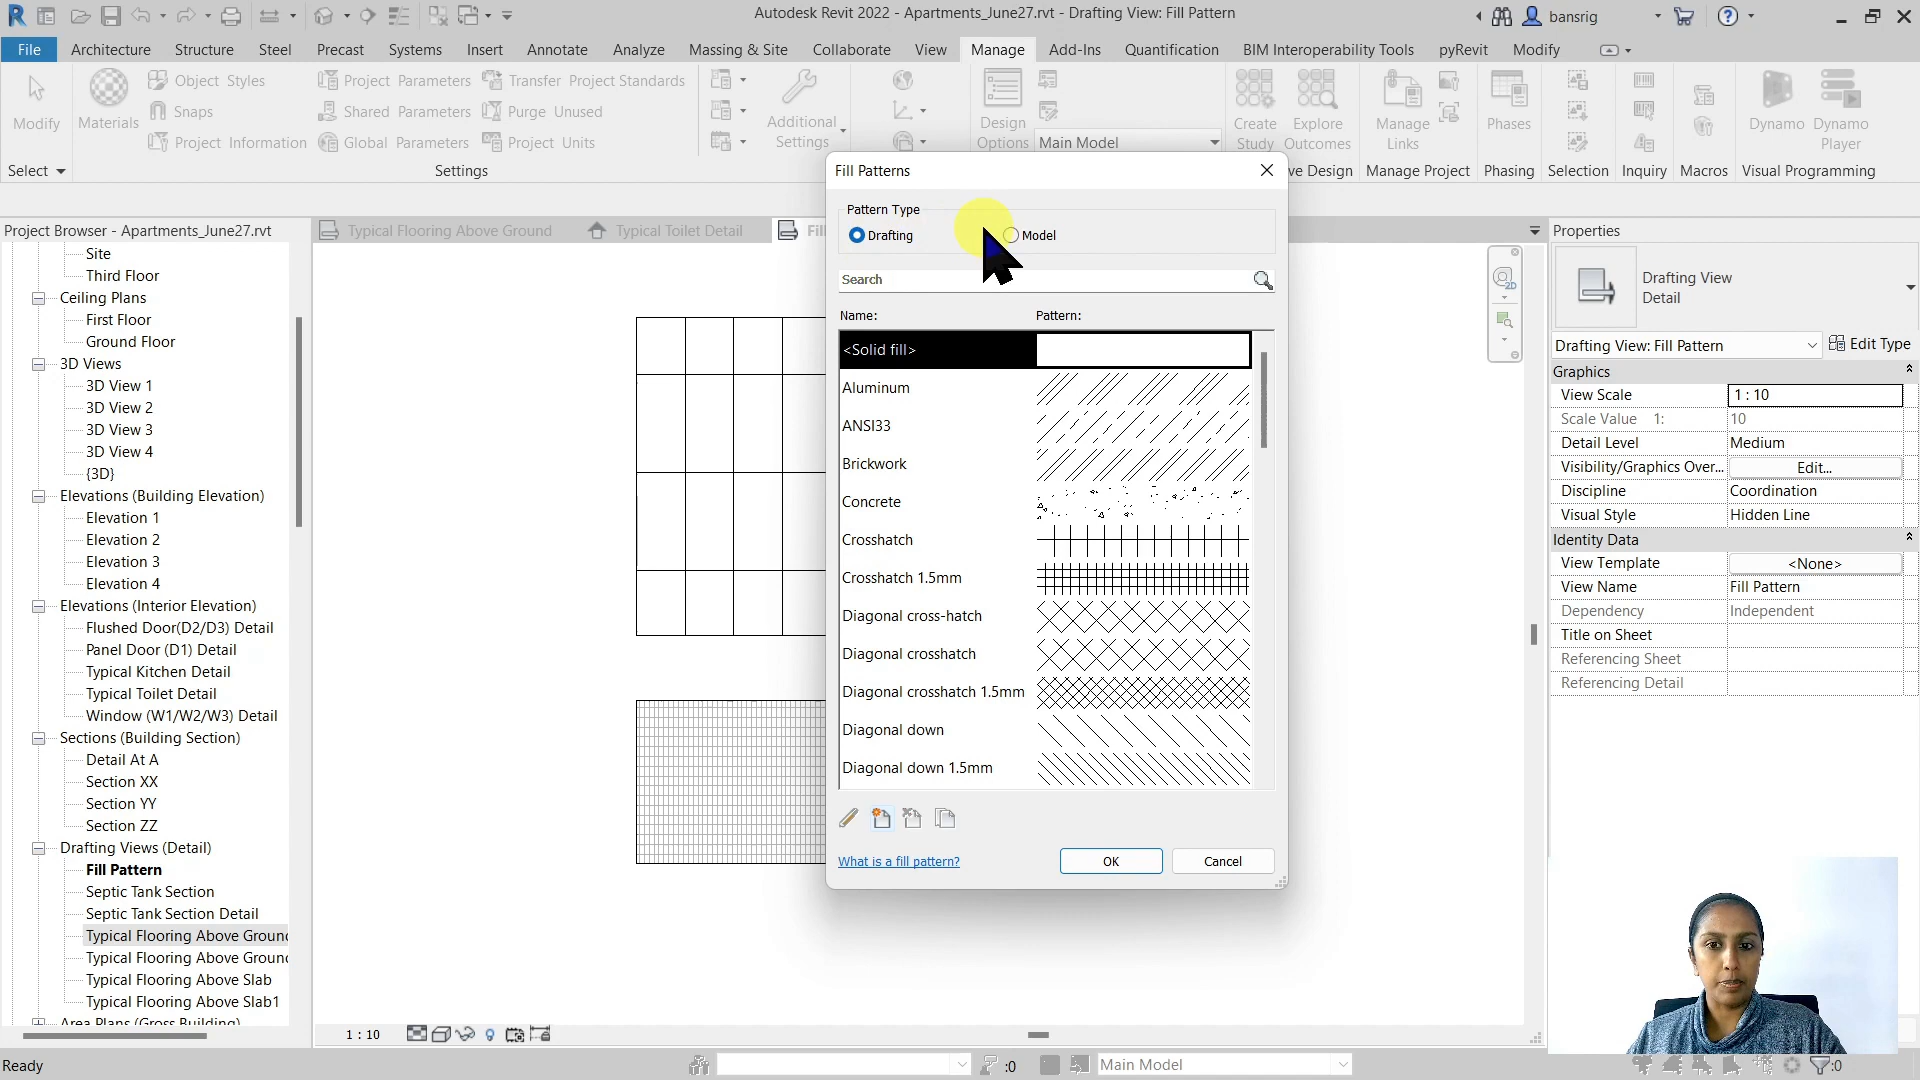 Autodesk Revit 2022 - Apartments_June27.rvt - Drafting View: Fill Pattern
bansrig
File Architecture Structure Steel Precast Systems Insert Annotate Analyze Massing & Site Collaborate View Manage Add-Ins Quantification BIM Interoperability Tools pyRevit Modify
Modify
Materials
Object Styles
Snaps
Project Information
Project Parameters
Shared Parameters
Global Parameters
Transfer Project Standards
Purge Unused
Project Units
Additional Settings
Design Options
Main Model
Create Study
Explore Outcomes
Manage Links
Phases
Dynamo
Dynamo Player
Select
Settings
ve Design
Manage Project
Phasing
Selection
Inquiry
Macros
Visual Programming
Project Browser - Apartments_June27.rvt
Site
Third Floor
Ceiling Plans
First Floor
Ground Floor
3D Views
3D View 1
3D View 2
3D View 3
3D View 4
{3D}
Elevations (Building Elevation)
Elevation 1
Elevation 2
Elevation 3
Elevation 4
Elevations (Interior Elevation)
Flushed Door(D2/D3) Detail
Panel Door (D1) Detail
Typical Kitchen Detail
Typical Toilet Detail
Window (W1/W2/W3) Detail
Sections (Building Section)
Detail At A
Section XX
Section YY
Section ZZ
Drafting Views (Detail)
Fill Pattern
Septic Tank Section
Septic Tank Section Detail
Typical Flooring Above Groun
Typical Flooring Above Groun
Typical Flooring Above Slab
Typical Flooring Above Slab1
Area Plans (Gross Building)
Typical Flooring Above Ground
Typical Toilet Detail
Fil
Fill Patterns
Pattern Type
Drafting
Model
Search
Name: Pattern:
<Solid fill>
Aluminum
ANSI33
Brickwork
Concrete
Crosshatch
Crosshatch 1.5mm
Diagonal cross-hatch
Diagonal crosshatch
Diagonal crosshatch 1.5mm
Diagonal down
Diagonal down 1.5mm
What is a fill pattern?
OK
Cancel
2D
Properties
Drafting View
Detail
Drafting View: Fill Pattern
Edit Type
Graphics
View Scale 1 : 10
Scale Value 1: 10
Detail Level Medium
Visibility/Graphics Over... Edit...
Discipline Coordination
Visual Style Hidden Line
Identity Data
View Template <None>
View Name Fill Pattern
Dependency Independent
Title on Sheet
Referencing Sheet
Referencing Detail
1 : 10
Ready
:0
Main Model
:0